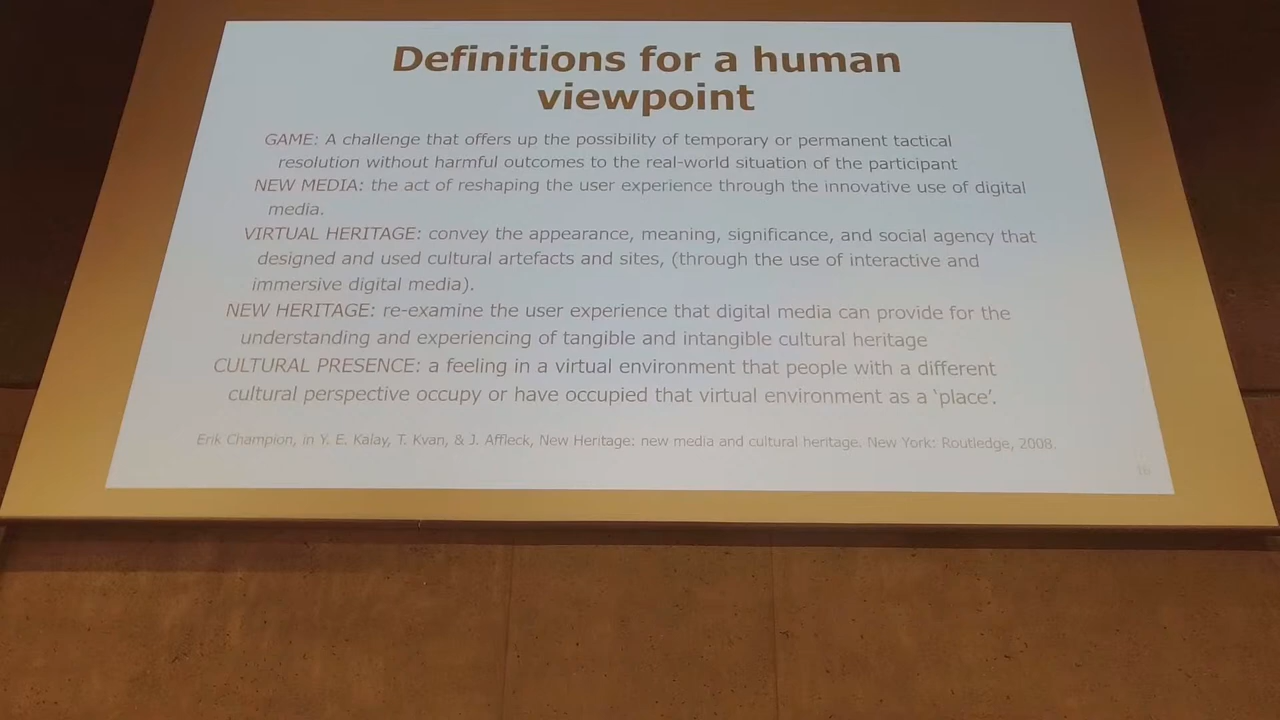 Definitions for a human
viewpoint
GAME: A challenge that offers up the possibility of temporary or permanent tactical
resolution without harmful outcomes to the real-world situation of the participant
NEW MEDIA: the act of reshaping the user experience through the innovative use of digital
media.
VIRTUAL HERITAGE: convey the appearance, meaning, significance, and social agency that
designed and used cultural artefacts and sites, (through the use of interactive and
immersive digital media).
NEW HERITAGE: re-examine the user experience that digital media can provide for the
understanding and experiencing of tangible and intangible cultural heritage
CULTURAL PRESENCE: a feeling in a virtual environment that people with a different
cultural perspective occupy or have occupied that virtual environment as a ‘place’.
Erik Champion, in Y. E. Kalay, T. Kvan, & J. Affleck, New Heritage: new media and cultural heritage. New York: Routledge, 2008.